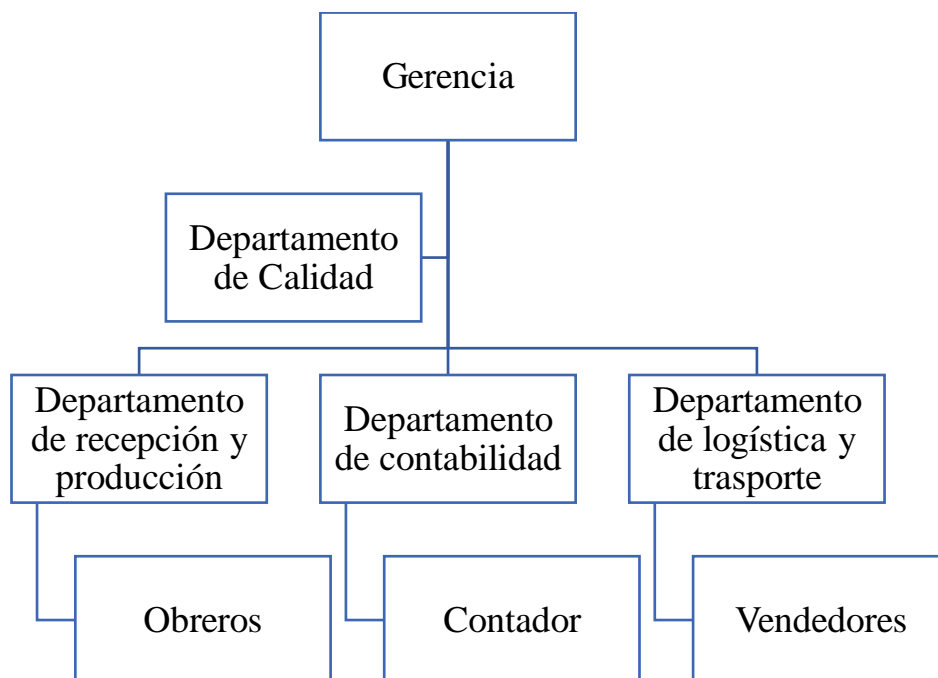 Gerencia
Departamento
de Calidad
Departamento
de recepción y
producción
Departamento
de contabilidad
Departamento
de logística y
trasporte
Obreros
Contador
Vendedores